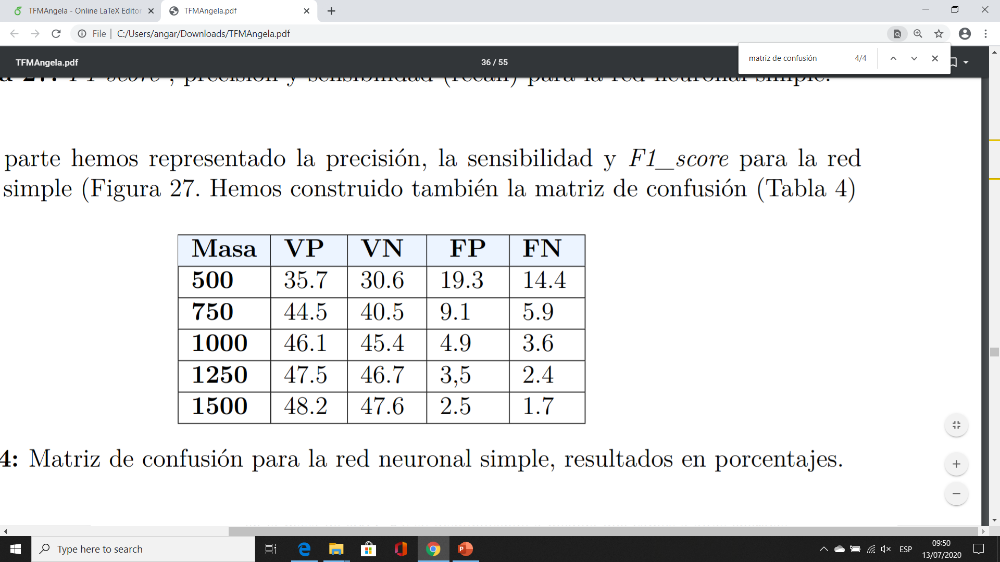 TFMAngela - Online LaTeX Editor
TFMAngela.pdf
File | C:/Users/angar/Downloads/TFMAngela.pdf
matriz de confusión 4/4
TFMAngela.pdf
36 / 55
a 27: F1 score , precisión y sensibilidad (recall) para la red neuronal simple.
parte hemos representado la precisión, la sensibilidad y F1_score para la red
simple (Figura 27. Hemos construido también la matriz de confusión (Tabla 4)
Masa VP VN FP FN
500 35.7 30.6 19.3 14.4
750 44.5 40.5 9.1 5.9
1000 46.1 45.4 4.9 3.6
1250 47.5 46.7 3,5 2.4
1500 48.2 47.6 2.5 1.7
4: Matriz de confusión para la red neuronal simple, resultados en porcentajes.
Type here to search
ESP
09:50
13/07/2020